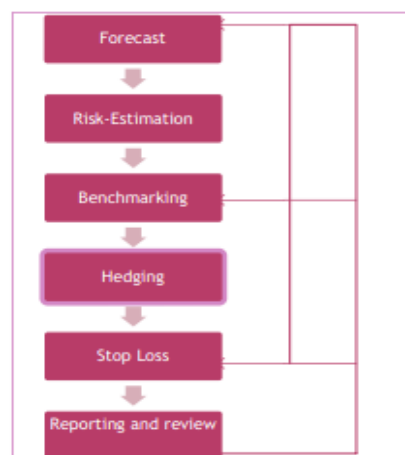 Forecast
Risk-Estimation
Benchmarking
Hedging
Stop Loss
Reporting and review